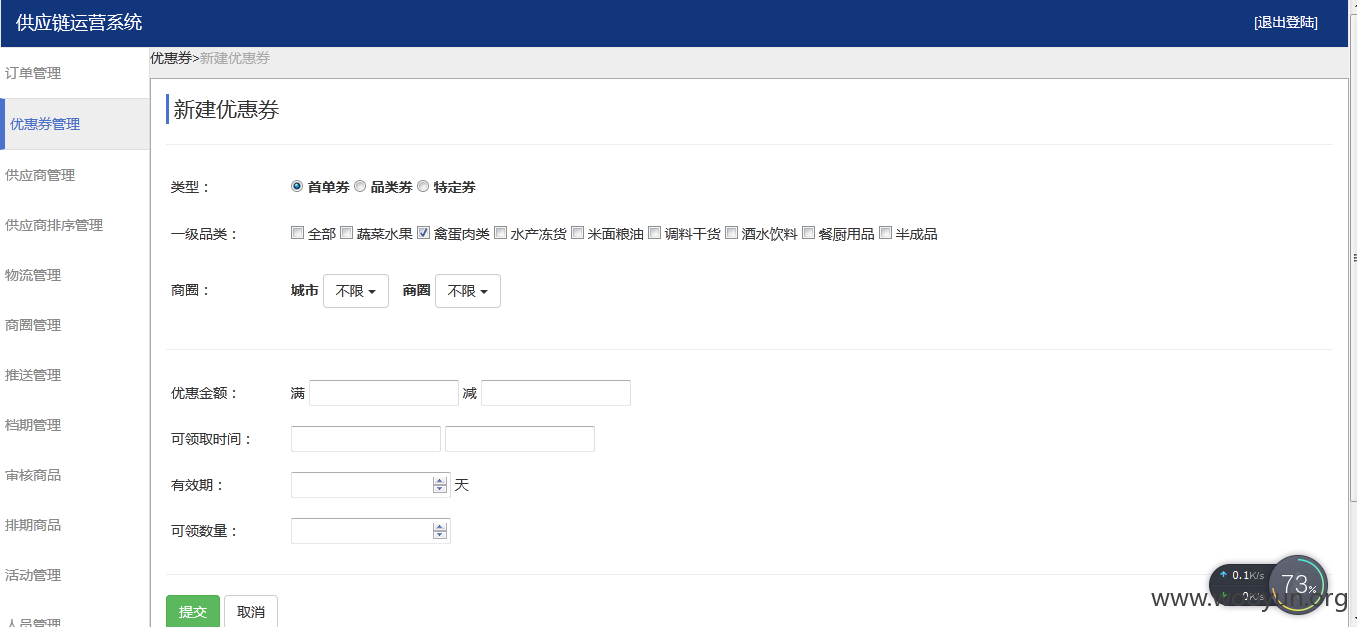 供应链运营系统 [退出登陆]
优惠券>新建优惠券
订单管理
优惠券管理
供应商管理
供应商排序管理
物流管理
商圈管理
推送管理
档期管理
审核商品
排期商品
活动管理
人员管理
新建优惠券
类型： 首单券 品类券 特定券
一级品类： 全部 蔬菜水果 禽蛋肉类 水产冻货 米面粮油 调料干货 酒水饮料 餐厨用品 半成品
商圈： 城市 不限 商圈 不限
优惠金额： 满 减
可领取时间：
有效期： 天
可领数量：
提交 取消
0.1K/s
0K/s
73%